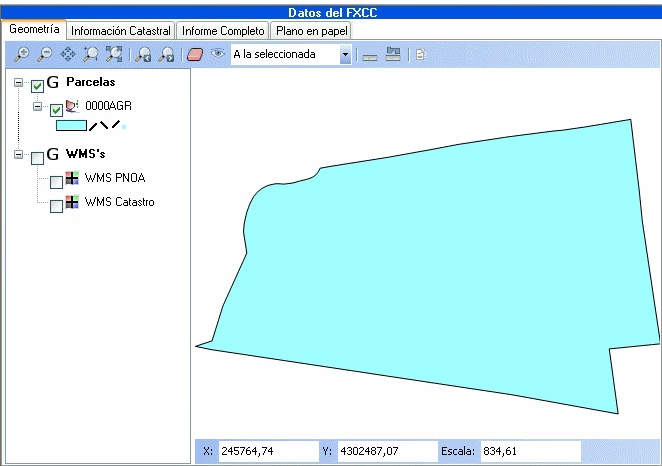 Datos del FXCC
Geometría Información Catastral Informe Completo Plano en papel
A la seleccionada
G Parcelas
0000AGR
G WMS's
WMS PNOA
WMS Catastro
X: 245764,74 Y: 4302487,07 Escala: 834,61